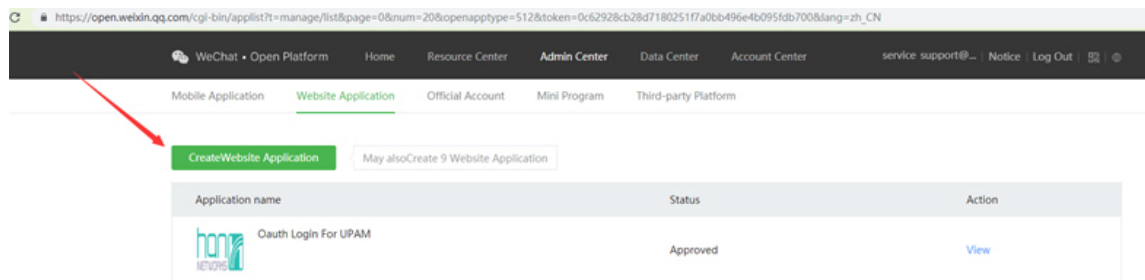 https://open.weixin.qq.com/cgi-bin/applist?t=manage/list&page=0&num=20&openapptype=512&token=0c62928cb28d7180251f7a0bb496e4b095fdb700&lang=zh_CN
WeChat • Open Platform Home Resource Center Admin Center Data Center Account Center service support@... | Notice | Log Out
Mobile Application Website Application Official Account Mini Program Third-party Platform
CreateWebsite Application May alsoCreate 9 Website Application
Application name Status Action
Oauth Login For UPAM
han NETWORKS
Approved View